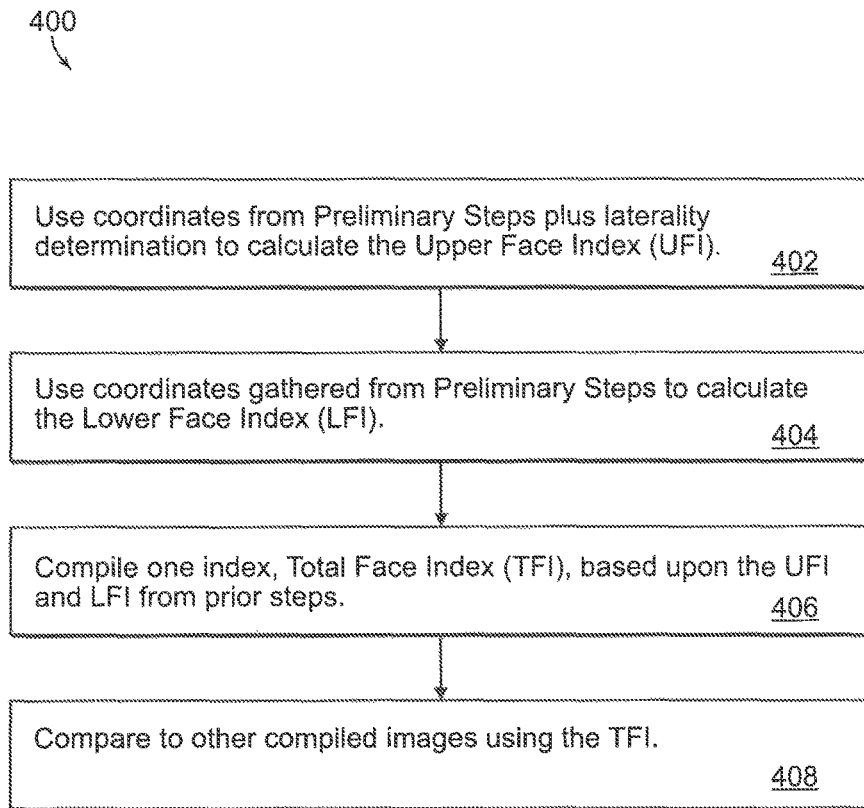 400
Use coordinates from Preliminary Steps plus laterality
determination to calculate the Upper Face Index (UFI).
402
Use coordinates gathered from Preliminary Steps to calculate
the Lower Face Index (LFI).
404
Compile one index, Total Face Index (TFI), based upon the UFI
and LFI from prior steps.
406
Compare to other compiled images using the TFI.
408